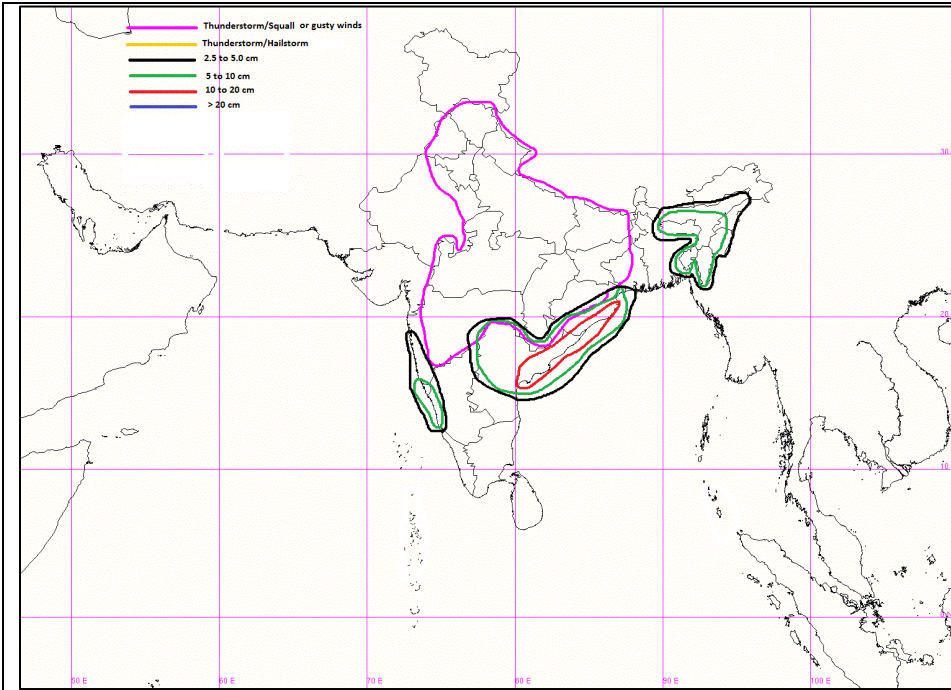 Thunderstorm/Squall or gusty winds
Thunderstorm/Hailstorm
2.5 to 5.0 cm
5 to 10 cm
10 to 20 cm
> 20 cm
30
20
10
50 E
60 E
70 E
80 E
90 E
100 E